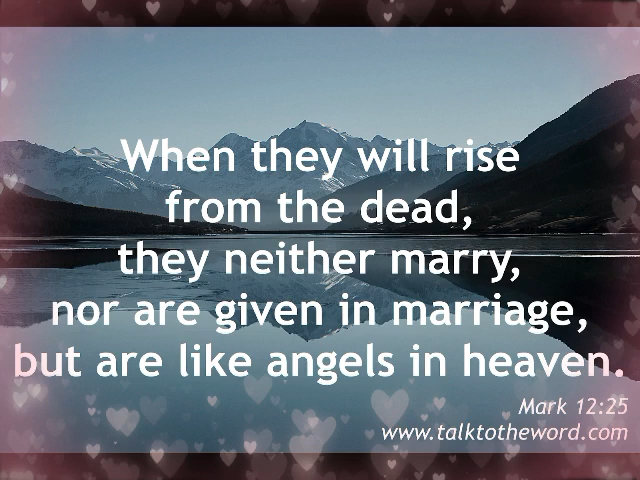 When they will rise
from the dead,
they neither marry,
nor are given in marriage,
but are like angels in heaven.
Mark 12:25
www.talktotheword.com